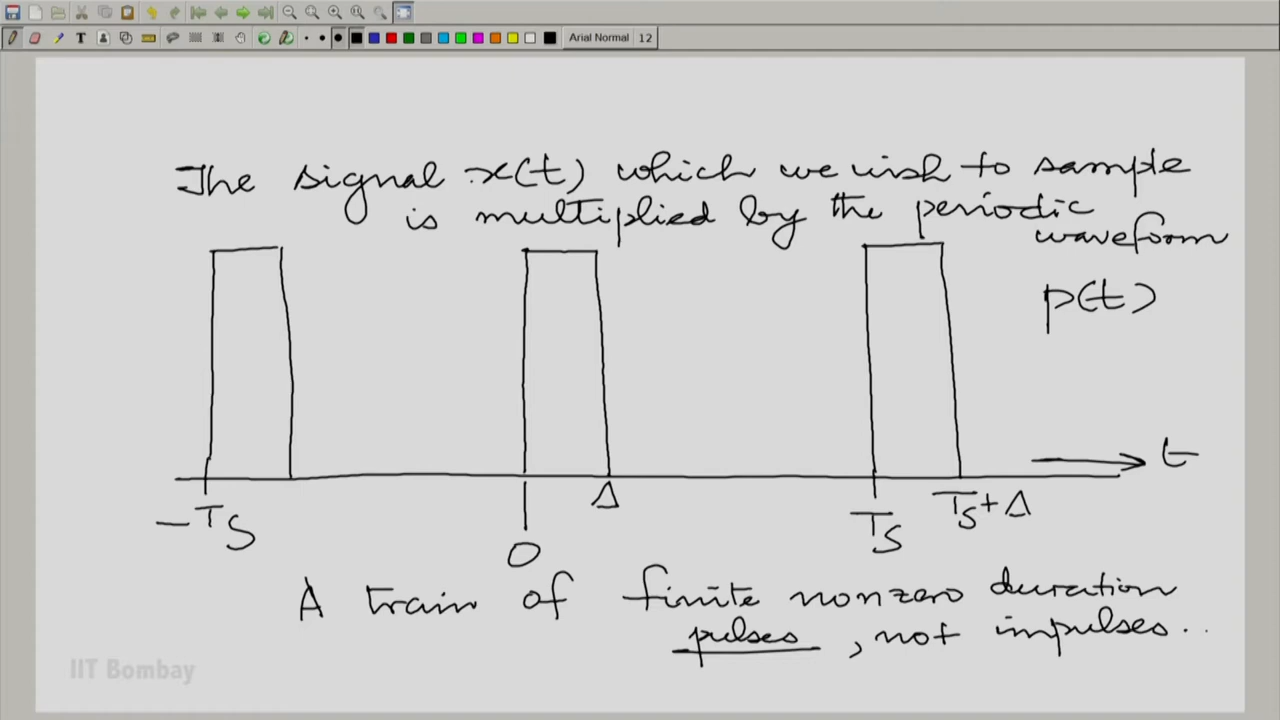 Arial Normal 12
The signal x(t) which we wish to sample
is multiplied by the periodic
waveform
p(t)
t
-Ts Δ Ts Ts+Δ
0
A train of finite nonzero duration
pulses, not impulses..
IIT Bombay